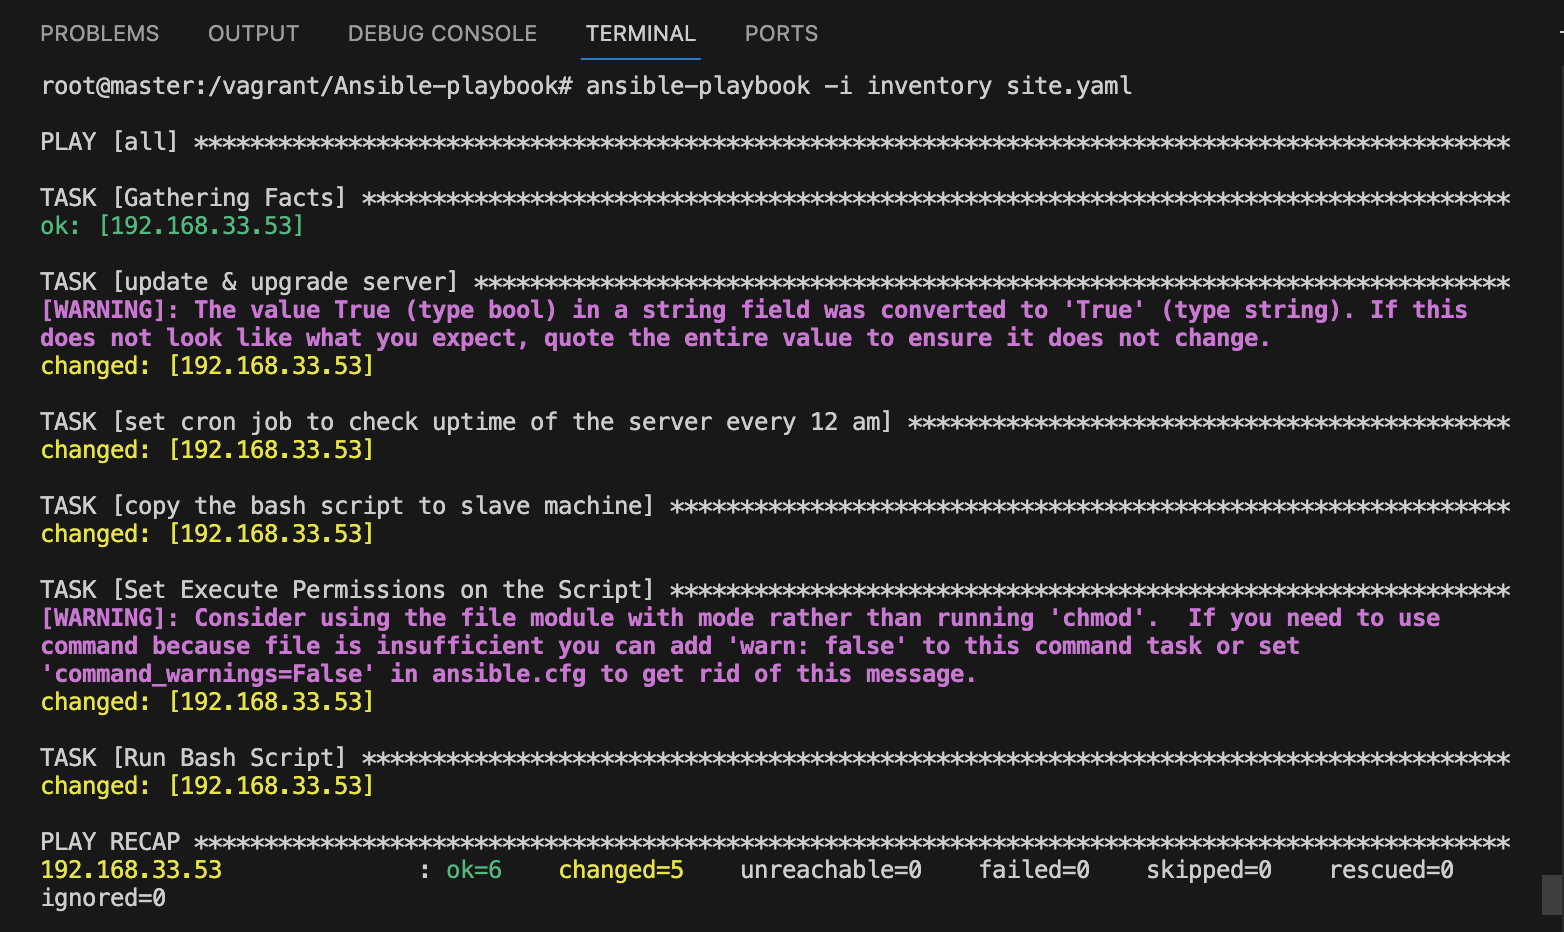 PROBLEMS OUTPUT DEBUG CONSOLE TERMINAL PORTS
root@master:/vagrant/Ansible-playbook# ansible-playbook -i inventory site.yaml
PLAY [all] **********************************************************************************************
TASK [Gathering Facts] **********************************************************************************
ok: [192.168.33.53]
TASK [update & upgrade server] **************************************************************************
[WARNING]: The value True (type bool) in a string field was converted to 'True' (type string). If this
does not look like what you expect, quote the entire value to ensure it does not change.
changed: [192.168.33.53]
TASK [set cron job to check uptime of the server every 12 am] *******************************************
changed: [192.168.33.53]
TASK [copy the bash script to slave machine] ************************************************************
changed: [192.168.33.53]
TASK [Set Execute Permissions on the Script] ************************************************************
[WARNING]: Consider using the file module with mode rather than running 'chmod'.  If you need to use
command because file is insufficient you can add 'warn: false' to this command task or set
'command_warnings=False' in ansible.cfg to get rid of this message.
changed: [192.168.33.53]
TASK [Run Bash Script] **********************************************************************************
changed: [192.168.33.53]
PLAY RECAP **********************************************************************************************
192.168.33.53              : ok=6    changed=5    unreachable=0    failed=0    skipped=0    rescued=0
ignored=0